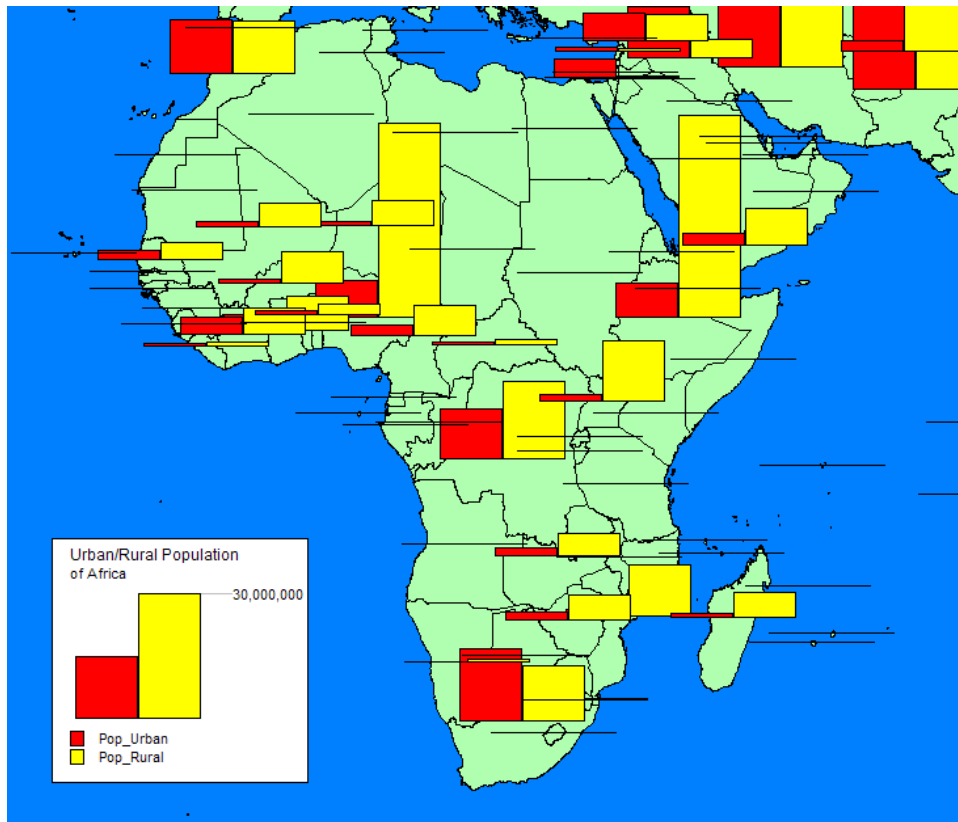 Urban/Rural Population
of Africa
30,000,000
Pop_Urban
Pop_Rural